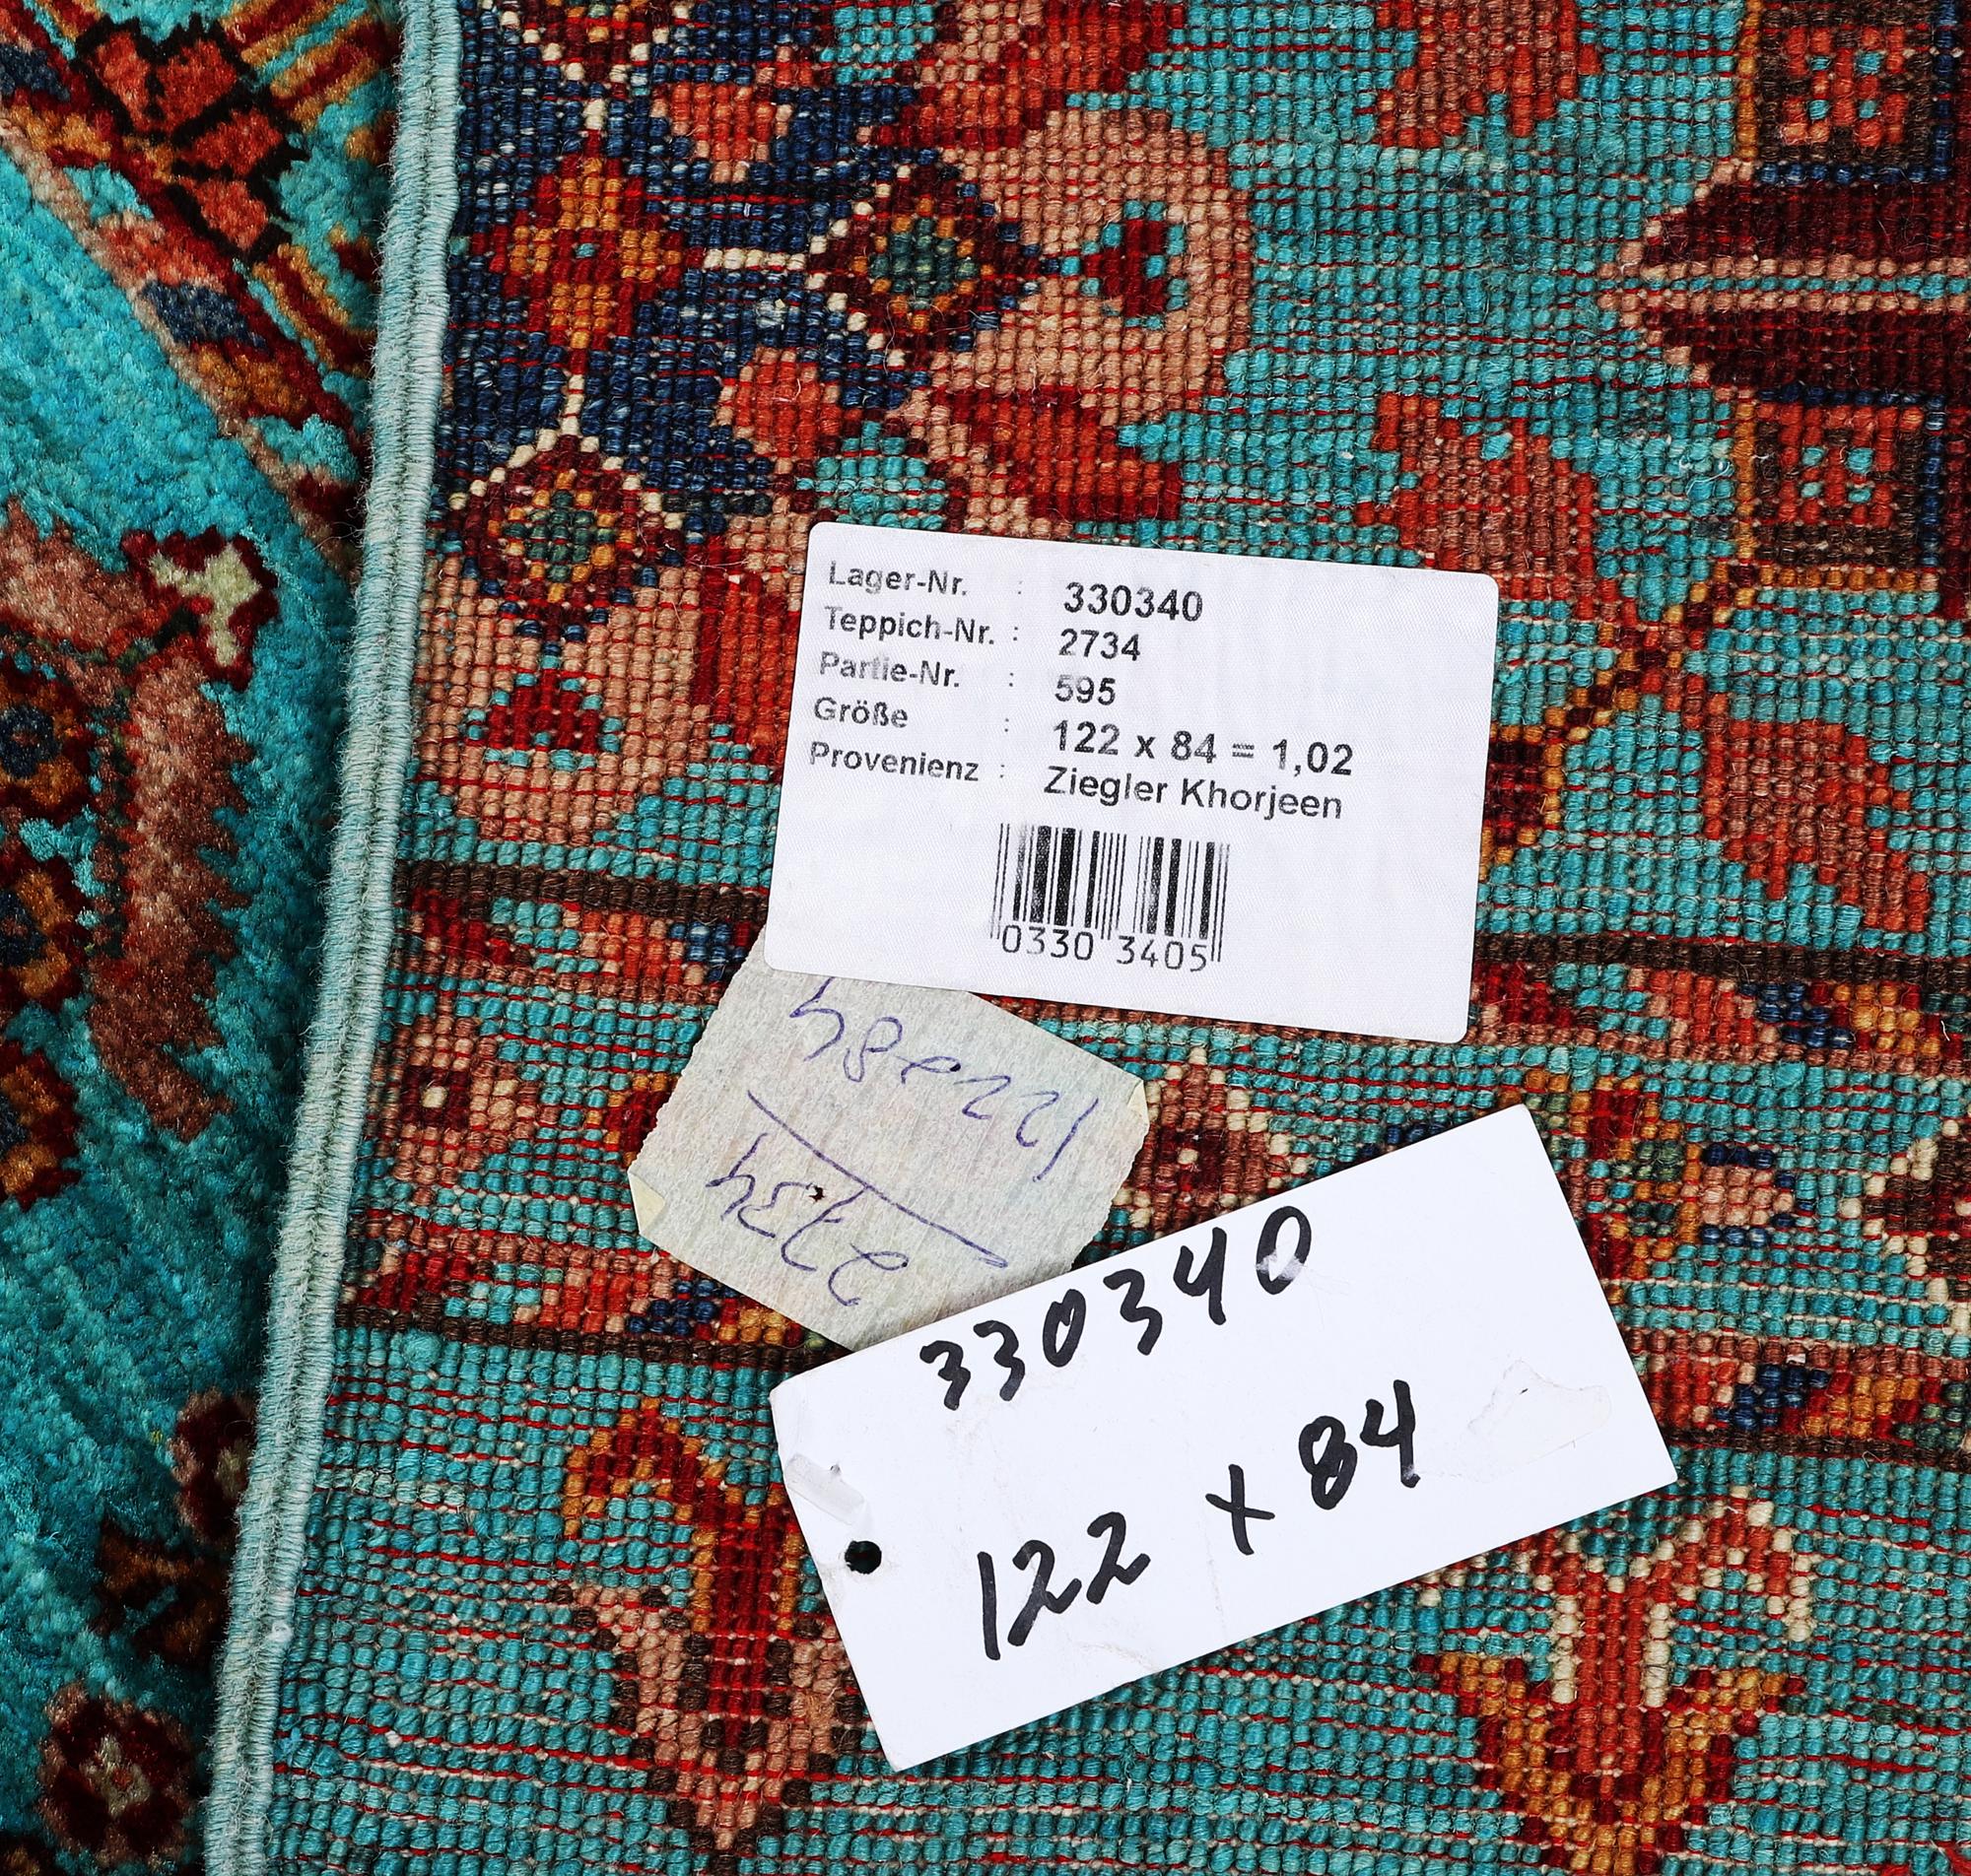 Lager-Nr. : 330340
Teppich-Nr. : 2734
Partie-Nr. : 595
Größe : 122 x 84 = 1,02
Provenienz : Ziegler Khorjeen
0330 3405
2734
122x84
330340
122 x 84